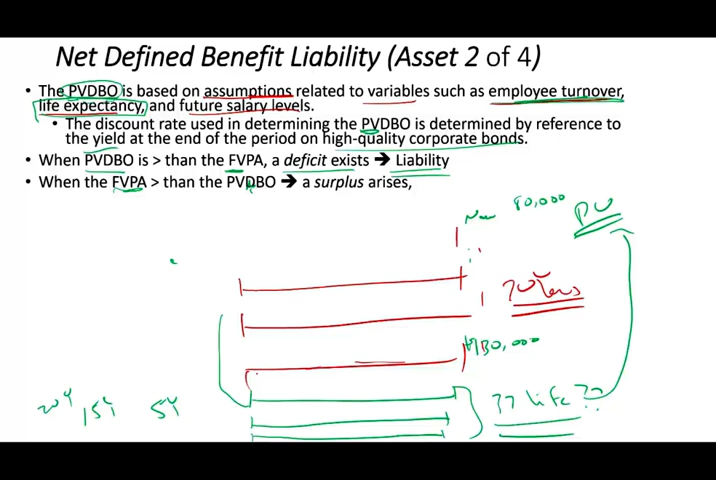 Net Defined Benefit Liability (Asset 2 of 4)
• The PVDBO is based on assumptions related to variables such as employee turnover,
life expectancy, and future salary levels.
• The discount rate used in determining the PVDBO is determined by reference to
the yield at the end of the period on high-quality corporate bonds.
• When PVDBO is > than the FVPA, a deficit exists ➔ Liability
• When the FVPA > than the PVDBO ➔ a surplus arises,
80,000 PV
130,000
20Y 15Y 5Y ?? life ??